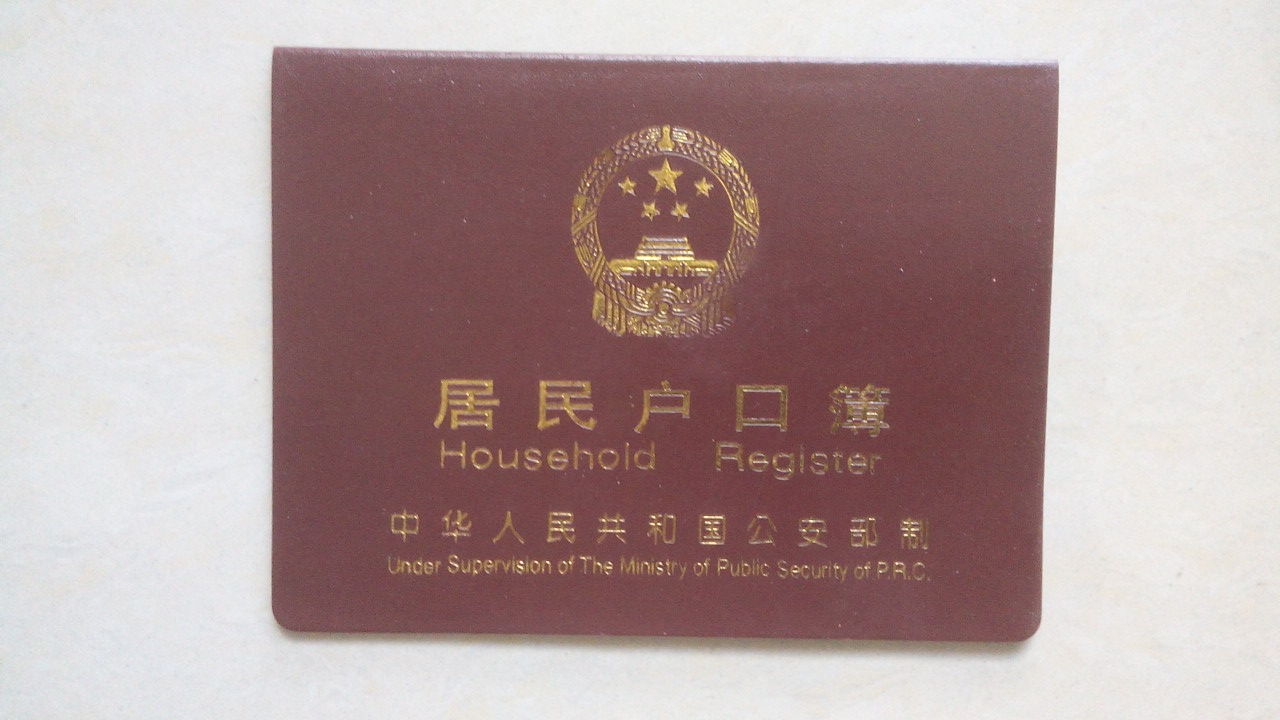 居民户口簿
Household Register
中华人民共和国公安部制
Under Supervision of The Ministry of Public Security of P.R.C.